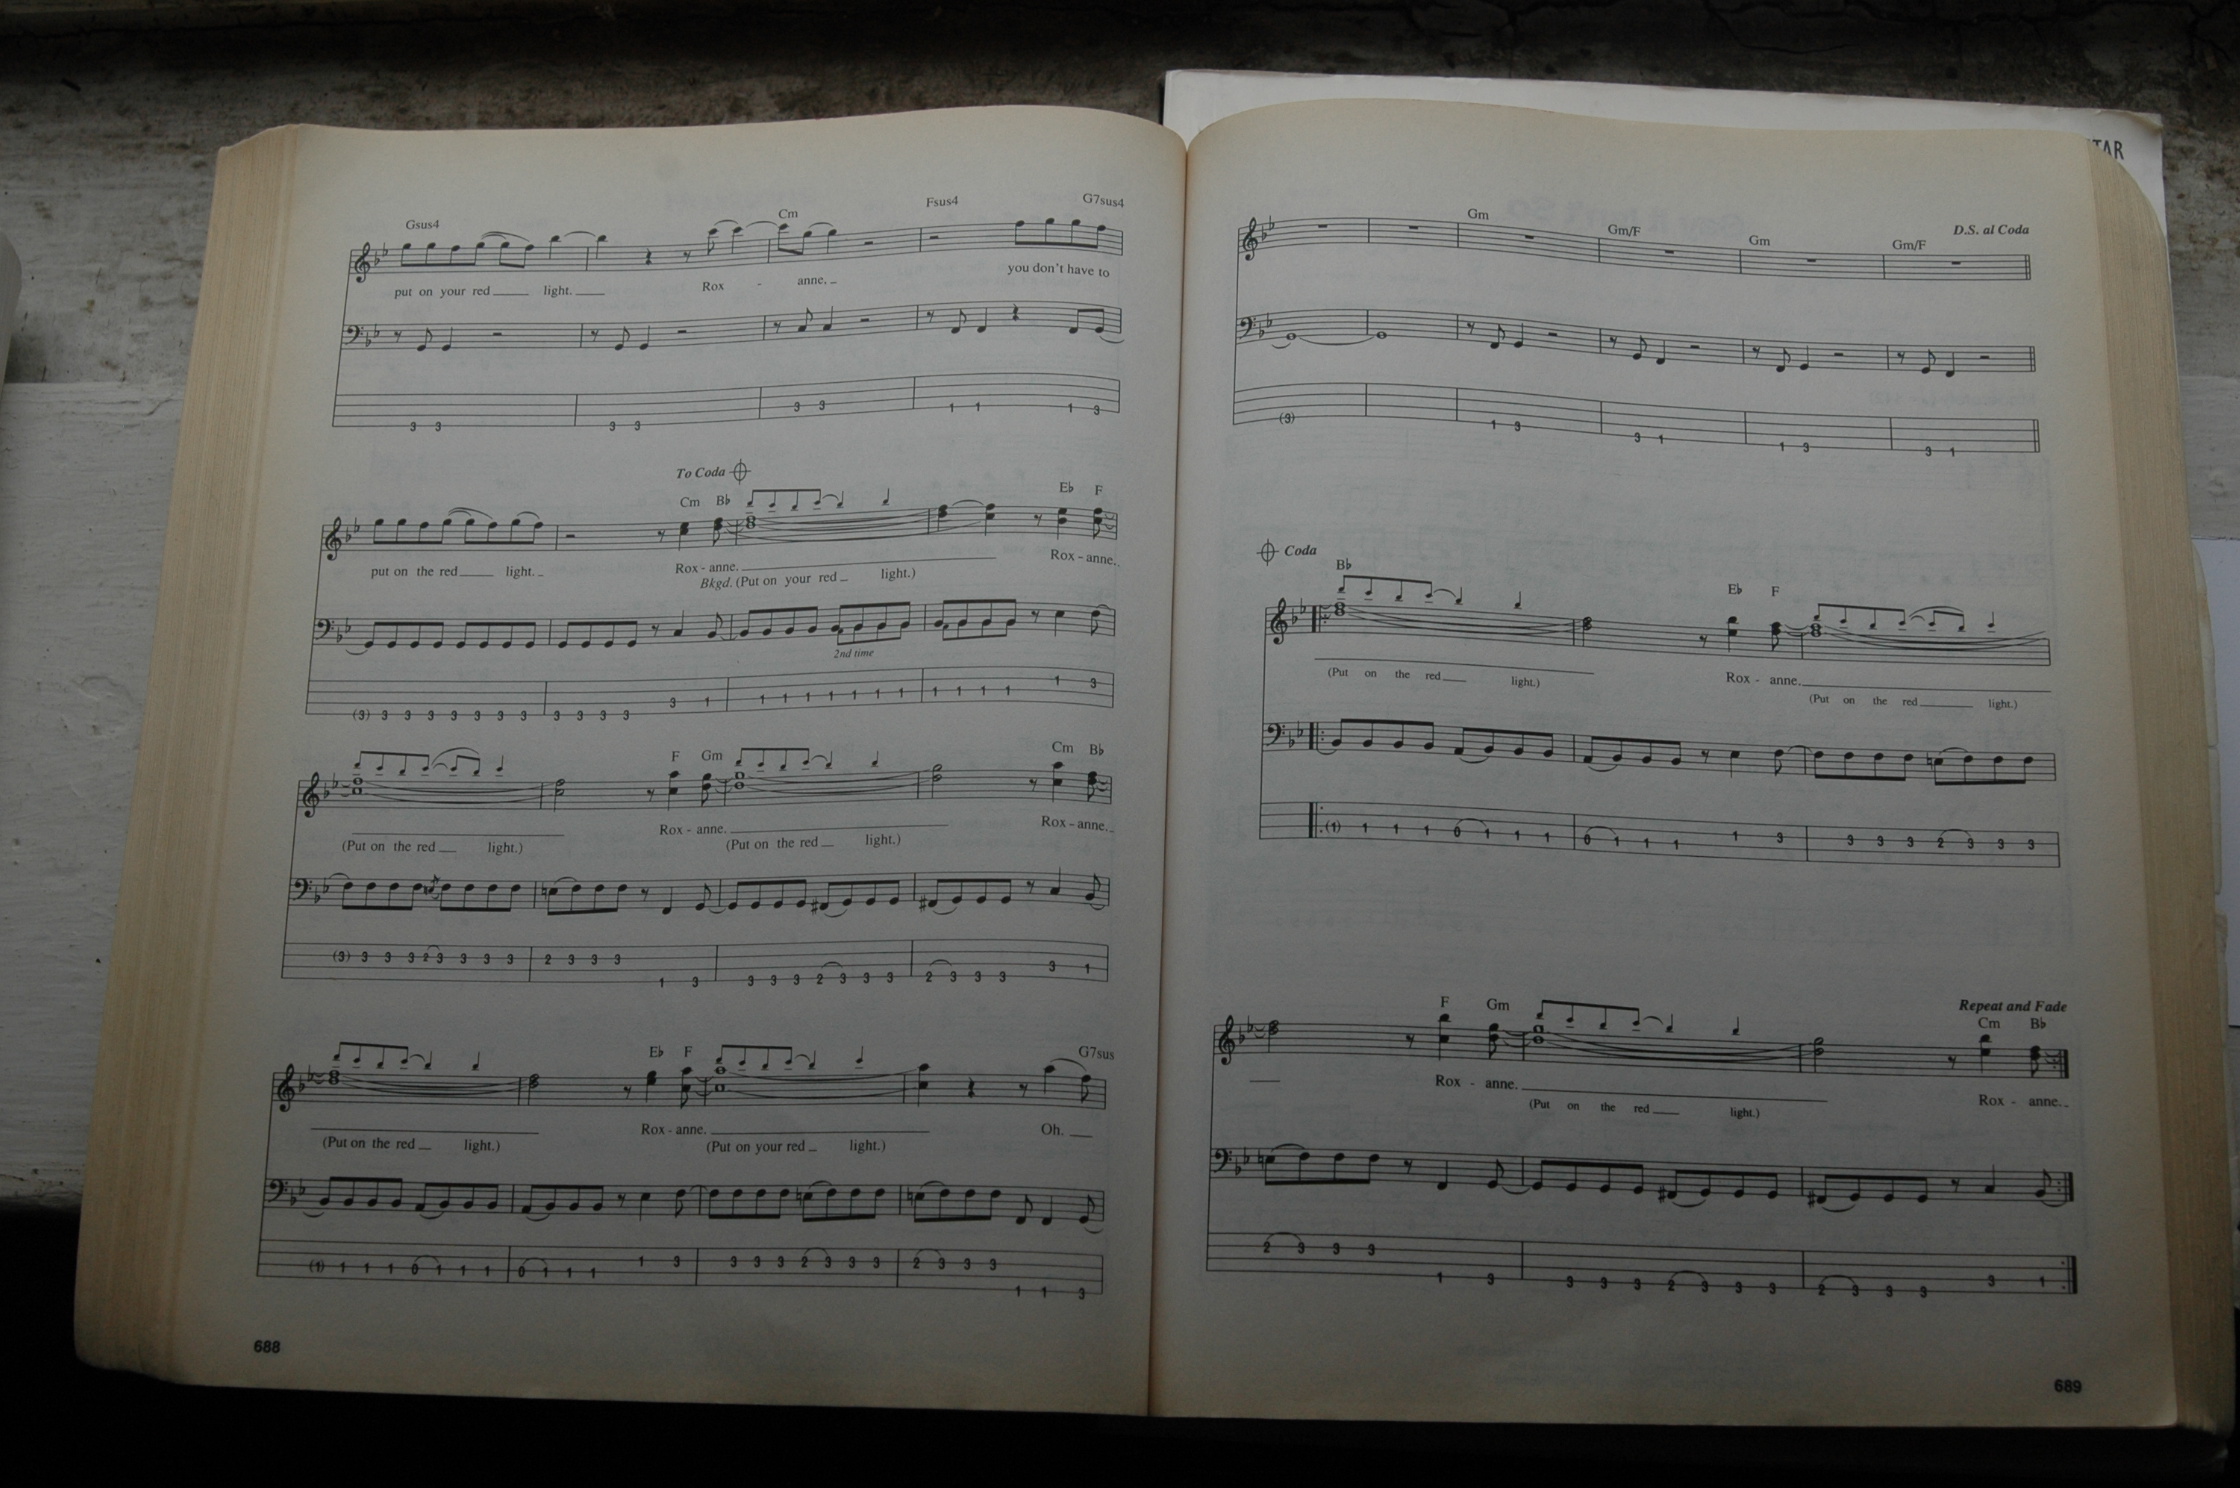 TAR
Gsus4 Cm Fsus4 G7sus4
put on your red light. Rox - anne. you don't have to
3 3 3 3 3 3 1 1 1 3
To Coda
Cm B♭ E♭ F
put on the red light. Rox - anne. Rox - anne.
Bkgd. (Put on your red light.)
2nd time
(3) 3 3 3 3 3 3 3 3 3 3 3 3 1 1 1 1 1 1 1 1 1 1 1 1 1 3
F Gm Cm B♭
Rox - anne. Rox - anne.
(Put on the red light.) (Put on the red light.)
(3) 3 3 3 2 3 3 3 3 2 3 3 3 1 3 3 3 3 2 3 3 3 2 3 3 3 3 1
E♭ F G7sus
Rox - anne. Oh.
(Put on the red light.) (Put on your red light.)
(1) 1 1 1 0 1 1 1 0 1 1 1 1 3 3 3 3 2 3 3 3 2 3 3 3 1 1 3
688
Gm Gm/F Gm Gm/F D.S. al Coda
(3) 1 3 3 1 1 3 3 1
Coda
B♭ E♭ F
(Put on the red light.) Rox - anne.
(Put on the red light.)
(1) 1 1 1 0 1 1 1 0 1 1 1 1 3 3 3 3 2 3 3 3
Repeat and Fade
F Gm Cm B♭
Rox - anne. Rox - anne.
(Put on the red light.)
2 3 3 3 1 3 3 3 3 2 3 3 3 2 3 3 3 3 1
689